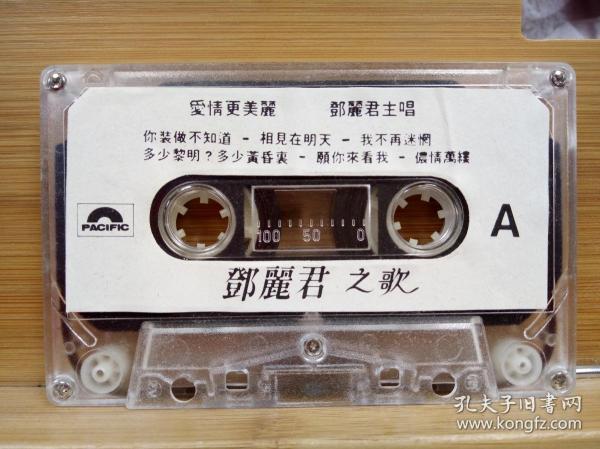 愛情更美麗 鄧麗君主唱
你裝做不知道 - 相見在明天 - 我不再迷惘
多少黎明?多少黃昏裏 - 願你來看我 - 儂情萬縷
PACIFIC
100 50 0
A
鄧麗君 之歌
孔夫子旧书网
www.kongfz.com